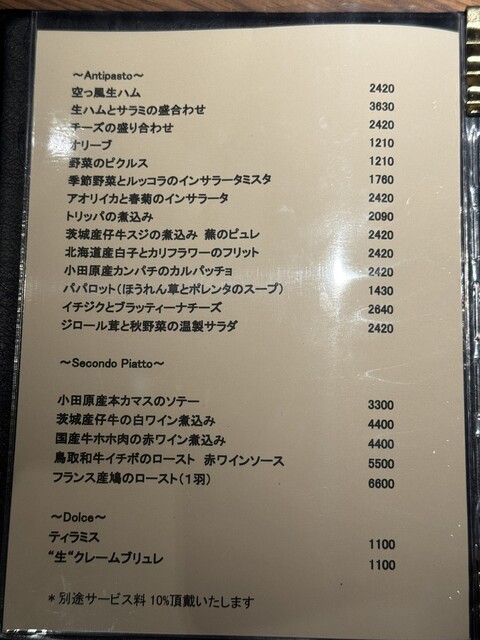 ～Antipasto～
空っ風生ハム 2420
生ハムとサラミの盛合わせ 3630
チーズの盛り合わせ 2420
オリーブ 1210
野菜のピクルス 1210
季節野菜とルッコラのインサラータミスタ 1760
アオリイカと春菊のインサラータ 2420
トリッパの煮込み 2090
茨城産仔牛スジの煮込み 蕪のピュレ 2420
北海道産白子とカリフラワーのフリット 2420
小田原産カンパチのカルパッチョ 2420
パパロット(ほうれん草とポレンタのスープ) 1430
イチジクとブラッティーナチーズ 2640
ジロール茸と秋野菜の温製サラダ 2420
～Secondo Piatto～
小田原産本カマスのソテー 3300
茨城産仔牛の白ワイン煮込み 4400
国産牛ホホ肉の赤ワイン煮込み 4400
鳥取和牛イチボのロースト 赤ワインソース 5500
フランス産鳩のロースト(1羽) 6600
～Dolce～
ティラミス 1100
“生“クレームブリュレ 1100
＊別途サービス料 10%頂戴いたします